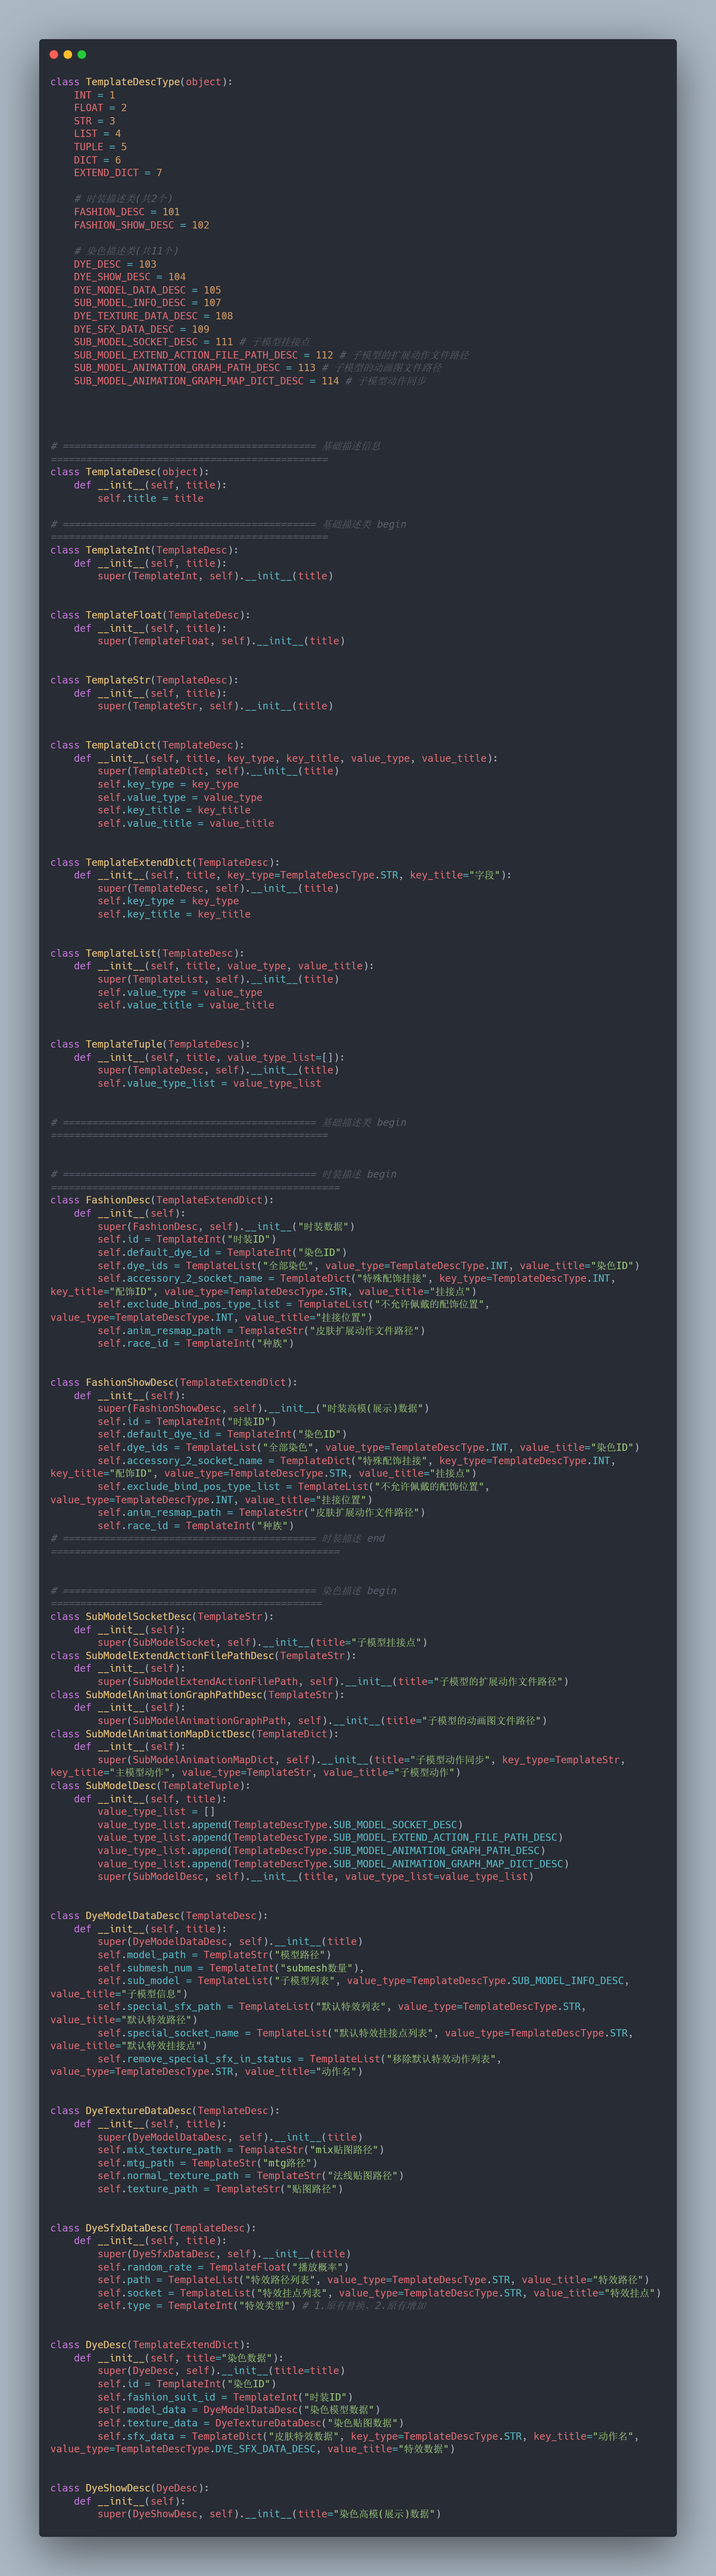 class TemplateDescType(object):
    INT = 1
    FLOAT = 2
    STR = 3
    LIST = 4
    TUPLE = 5
    DICT = 6
    EXTEND_DICT = 7

    # 时装描述类(共2个)
    FASHION_DESC = 101
    FASHION_SHOW_DESC = 102

    # 染色描述类(共11个)
    DYE_DESC = 103
    DYE_SHOW_DESC = 104
    DYE_MODEL_DATA_DESC = 105
    SUB_MODEL_INFO_DESC = 107
    DYE_TEXTURE_DATA_DESC = 108
    DYE_SFX_DATA_DESC = 109
    SUB_MODEL_SOCKET_DESC = 111 # 子模型挂接点
    SUB_MODEL_EXTEND_ACTION_FILE_PATH_DESC = 112 # 子模型的扩展动作文件路径
    SUB_MODEL_ANIMATION_GRAPH_PATH_DESC = 113 # 子模型的动画图文件路径
    SUB_MODEL_ANIMATION_GRAPH_MAP_DICT_DESC = 114 # 子模型动作同步

# =========================================== 基础描述信息
===============================================
class TemplateDesc(object):
    def __init__(self, title):
        self.title = title

# =========================================== 基础描述类 begin
===============================================
class TemplateInt(TemplateDesc):
    def __init__(self, title):
        super(TemplateInt, self).__init__(title)

class TemplateFloat(TemplateDesc):
    def __init__(self, title):
        super(TemplateFloat, self).__init__(title)

class TemplateStr(TemplateDesc):
    def __init__(self, title):
        super(TemplateStr, self).__init__(title)

class TemplateDict(TemplateDesc):
    def __init__(self, title, key_type, key_title, value_type, value_title):
        super(TemplateDict, self).__init__(title)
        self.key_type = key_type
        self.value_type = value_type
        self.key_title = key_title
        self.value_title = value_title

class TemplateExtendDict(TemplateDesc):
    def __init__(self, title, key_type=TemplateDescType.STR, key_title="字段"):
        super(TemplateDesc, self).__init__(title)
        self.key_type = key_type
        self.key_title = key_title

class TemplateList(TemplateDesc):
    def __init__(self, title, value_type, value_title):
        super(TemplateList, self).__init__(title)
        self.value_type = value_type
        self.value_title = value_title

class TemplateTuple(TemplateDesc):
    def __init__(self, title, value_type_list=[]):
        super(TemplateDesc, self).__init__(title)
        self.value_type_list = value_type_list

# =========================================== 基础描述类 begin
===============================================

# =========================================== 时装描述 begin
=================================================
class FashionDesc(TemplateExtendDict):
    def __init__(self):
        super(FashionDesc, self).__init__("时装数据")
        self.id = TemplateInt("时装ID")
        self.default_dye_id = TemplateInt("染色ID")
        self.dye_ids = TemplateList("全部染色", value_type=TemplateDescType.INT, value_title="染色ID")
        self.accessory_2_socket_name = TemplateDict("特殊配饰挂接", key_type=TemplateDescType.INT,
key_title="配饰ID", value_type=TemplateDescType.STR, value_title="挂接点")
        self.exclude_bind_pos_type_list = TemplateList("不允许佩戴的配饰位置",
value_type=TemplateDescType.INT, value_title="挂接位置")
        self.anim_resmap_path = TemplateStr("皮肤扩展动作文件路径")
        self.race_id = TemplateInt("种族")

class FashionShowDesc(TemplateExtendDict):
    def __init__(self):
        super(FashionShowDesc, self).__init__("时装高模(展示)数据")
        self.id = TemplateInt("时装ID")
        self.default_dye_id = TemplateInt("染色ID")
        self.dye_ids = TemplateList("全部染色", value_type=TemplateDescType.INT, value_title="染色ID")
        self.accessory_2_socket_name = TemplateDict("特殊配饰挂接", key_type=TemplateDescType.INT,
key_title="配饰ID", value_type=TemplateDescType.STR, value_title="挂接点")
        self.exclude_bind_pos_type_list = TemplateList("不允许佩戴的配饰位置",
value_type=TemplateDescType.INT, value_title="挂接位置")
        self.anim_resmap_path = TemplateStr("皮肤扩展动作文件路径")
        self.race_id = TemplateInt("种族")
# =========================================== 时装描述 end
=================================================

# =========================================== 染色描述 begin
==============================================
class SubModelSocketDesc(TemplateStr):
    def __init__(self):
        super(SubModelSocket, self).__init__(title="子模型挂接点")
class SubModelExtendActionFilePathDesc(TemplateStr):
    def __init__(self):
        super(SubModelExtendActionFilePath, self).__init__(title="子模型的扩展动作文件路径")
class SubModelAnimationGraphPathDesc(TemplateStr):
    def __init__(self):
        super(SubModelAnimationGraphPath, self).__init__(title="子模型的动画图文件路径")
class SubModelAnimationMapDictDesc(TemplateDict):
    def __init__(self):
        super(SubModelAnimationMapDict, self).__init__(title="子模型动作同步", key_type=TemplateStr,
key_title="主模型动作", value_type=TemplateStr, value_title="子模型动作")
class SubModelDesc(TemplateTuple):
    def __init__(self, title):
        value_type_list = []
        value_type_list.append(TemplateDescType.SUB_MODEL_SOCKET_DESC)
        value_type_list.append(TemplateDescType.SUB_MODEL_EXTEND_ACTION_FILE_PATH_DESC)
        value_type_list.append(TemplateDescType.SUB_MODEL_ANIMATION_GRAPH_PATH_DESC)
        value_type_list.append(TemplateDescType.SUB_MODEL_ANIMATION_GRAPH_MAP_DICT_DESC)
        super(SubModelDesc, self).__init__(title, value_type_list=value_type_list)

class DyeModelDataDesc(TemplateDesc):
    def __init__(self, title):
        super(DyeModelDataDesc, self).__init__(title)
        self.model_path = TemplateStr("模型路径")
        self.submesh_num = TemplateInt("submesh数量"),
        self.sub_model = TemplateList("子模型列表", value_type=TemplateDescType.SUB_MODEL_INFO_DESC,
value_title="子模型信息")
        self.special_sfx_path = TemplateList("默认特效列表", value_type=TemplateDescType.STR,
value_title="默认特效路径")
        self.special_socket_name = TemplateList("默认特效挂接点列表", value_type=TemplateDescType.STR,
value_title="默认特效挂接点")
        self.remove_special_sfx_in_status = TemplateList("移除默认特效动作列表",
value_type=TemplateDescType.STR, value_title="动作名")

class DyeTextureDataDesc(TemplateDesc):
    def __init__(self, title):
        super(DyeModelDataDesc, self).__init__(title)
        self.mix_texture_path = TemplateStr("mix贴图路径")
        self.mtg_path = TemplateStr("mtg路径")
        self.normal_texture_path = TemplateStr("法线贴图路径")
        self.texture_path = TemplateStr("贴图路径")

class DyeSfxDataDesc(TemplateDesc):
    def __init__(self, title):
        super(DyeSfxDataDesc, self).__init__(title)
        self.random_rate = TemplateFloat("播放概率")
        self.path = TemplateList("特效路径列表", value_type=TemplateDescType.STR, value_title="特效路径")
        self.socket = TemplateList("特效挂点列表", value_type=TemplateDescType.STR, value_title="特效挂点")
        self.type = TemplateInt("特效类型") # 1.原有替换、2.原有增加

class DyeDesc(TemplateExtendDict):
    def __init__(self, title="染色数据"):
        super(DyeDesc, self).__init__(title=title)
        self.id = TemplateInt("染色ID")
        self.fashion_suit_id = TemplateInt("时装ID")
        self.model_data = DyeModelDataDesc("染色模型数据")
        self.texture_data = DyeTextureDataDesc("染色贴图数据")
        self.sfx_data = TemplateDict("皮肤特效数据", key_type=TemplateDescType.STR, key_title="动作名",
value_type=TemplateDescType.DYE_SFX_DATA_DESC, value_title="特效数据")

class DyeShowDesc(DyeDesc):
    def __init__(self):
        super(DyeShowDesc, self).__init__(title="染色高模(展示)数据")